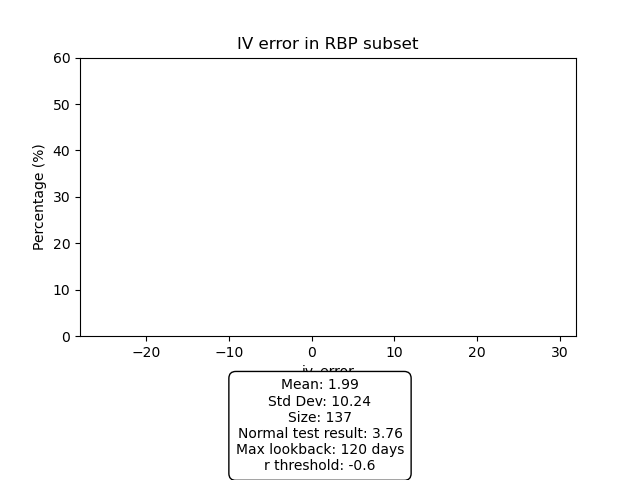 IV error in RBP subset
60
50
40
30
20
10
0
Percentage (%)
−20 −10 0 10 20 30
iv_error
Mean: 1.99
Std Dev: 10.24
Size: 137
Normal test result: 3.76
Max lookback: 120 days
r threshold: -0.6